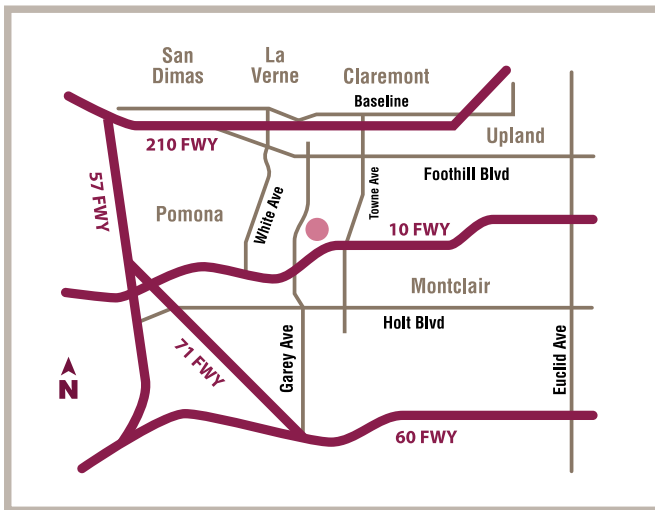 San
Dimas
La
Verne
Claremont
Baseline
Upland
210 FWY
Foothill Blvd
57 FWY
Towne Ave
White Ave
Pomona
10 FWY
Montclair
Holt Blvd
71 FWY
Garey Ave
Euclid Ave
N
60 FWY